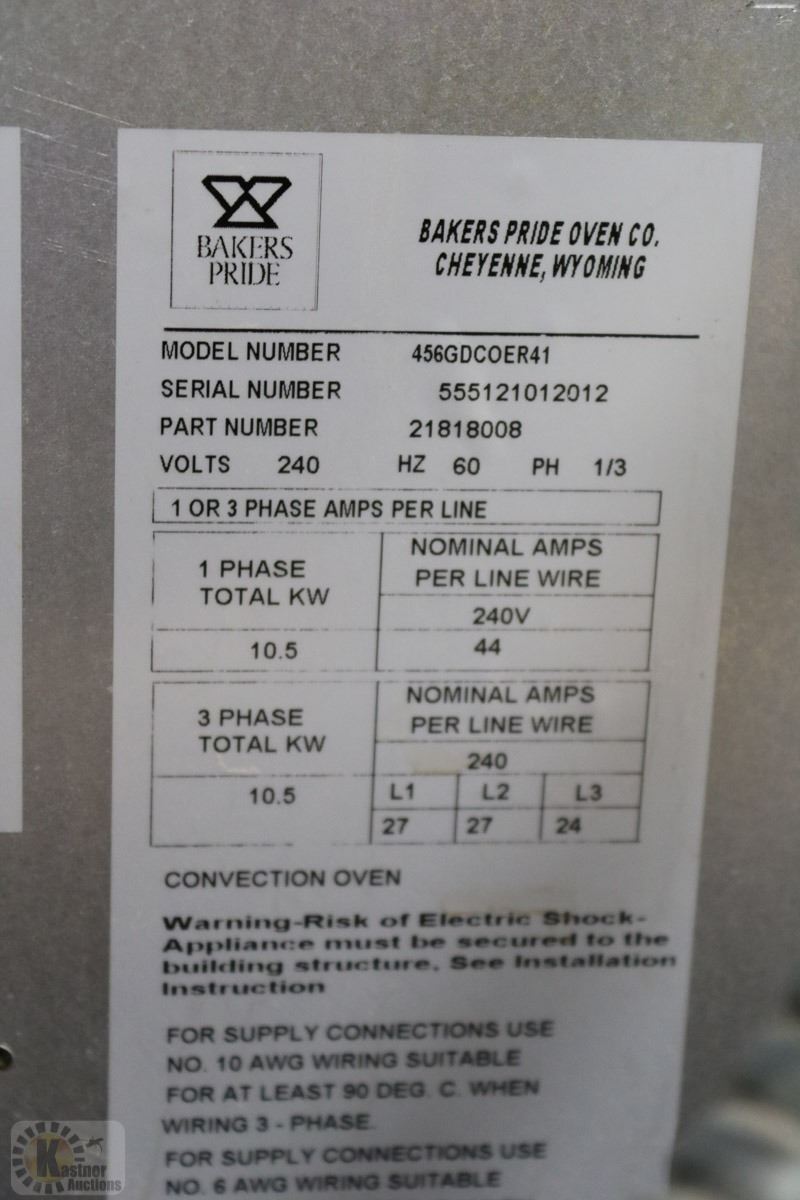 BAKERS
PRIDE
BAKERS PRIDE OVEN CO.
CHEYENNE, WYOMING
MODEL NUMBER 456GDCOER41
SERIAL NUMBER 555121012012
PART NUMBER 21818008
VOLTS 240 HZ 60 PH 1/3
1 OR 3 PHASE AMPS PER LINE
1 PHASE
TOTAL KW
NOMINAL AMPS
PER LINE WIRE
240V
10.5 44
3 PHASE
TOTAL KW
NOMINAL AMPS
PER LINE WIRE
240
10.5 L1 L2 L3
27 27 24
CONVECTION OVEN
Warning-Risk of Electric Shock-
Appliance must be secured to the
building structure. See Installation
Instruction
FOR SUPPLY CONNECTIONS USE
NO. 10 AWG WIRING SUITABLE
FOR AT LEAST 90 DEG. C. WHEN
WIRING 3 - PHASE.
FOR SUPPLY CONNECTIONS USE
NO. 6 AWG WIRING SUITABLE
Kastner
Auctions